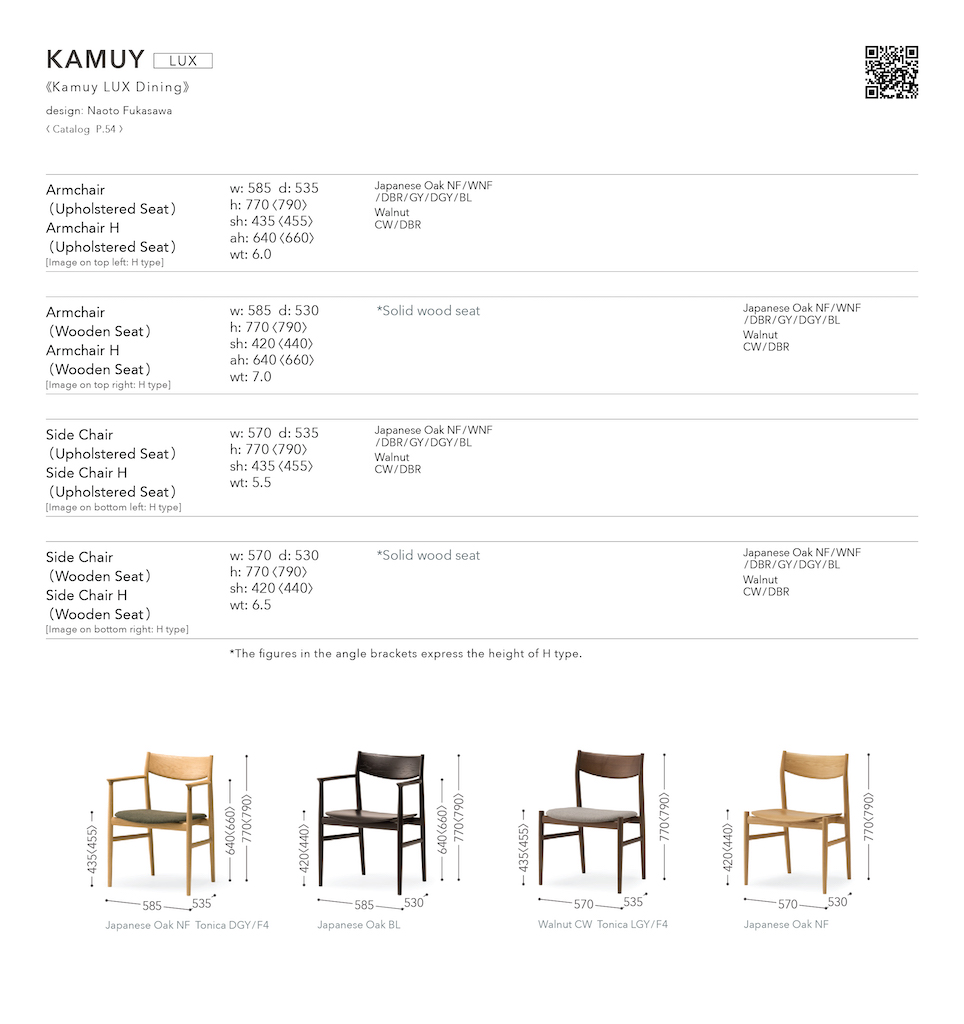 KAMUY LUX
《Kamuy LUX Dining》
design: Naoto Fukasawa
〈 Catalog P.54 〉
Armchair
（Upholstered Seat）
Armchair H
（Upholstered Seat）
[Image on top left: H type]
w: 585 d: 535
h: 770〈790〉
sh: 435〈455〉
ah: 640〈660〉
wt: 6.0
Japanese Oak NF/WNF
/DBR/GY/DGY/BL
Walnut
CW/DBR
Armchair
（Wooden Seat）
Armchair H
（Wooden Seat）
[Image on top right: H type]
w: 585 d: 530
h: 770〈790〉
sh: 420〈440〉
ah: 640〈660〉
wt: 7.0
*Solid wood seat
Japanese Oak NF/WNF
/DBR/GY/DGY/BL
Walnut
CW/DBR
Side Chair
（Upholstered Seat）
Side Chair H
（Upholstered Seat）
[Image on bottom left: H type]
w: 570 d: 535
h: 770〈790〉
sh: 435〈455〉
wt: 5.5
Japanese Oak NF/WNF
/DBR/GY/DGY/BL
Walnut
CW/DBR
Side Chair
（Wooden Seat）
Side Chair H
（Wooden Seat）
[Image on bottom right: H type]
w: 570 d: 530
h: 770〈790〉
sh: 420〈440〉
wt: 6.5
*Solid wood seat
Japanese Oak NF/WNF
/DBR/GY/DGY/BL
Walnut
CW/DBR
*The figures in the angle brackets express the height of H type.
435〈455〉
640〈660〉
770〈790〉
585
535
Japanese Oak NF Tonica DGY/F4
420〈440〉
640〈660〉
770〈790〉
585
530
Japanese Oak BL
435〈455〉
770〈790〉
570
535
Walnut CW Tonica LGY/F4
420〈440〉
770〈790〉
570
530
Japanese Oak NF